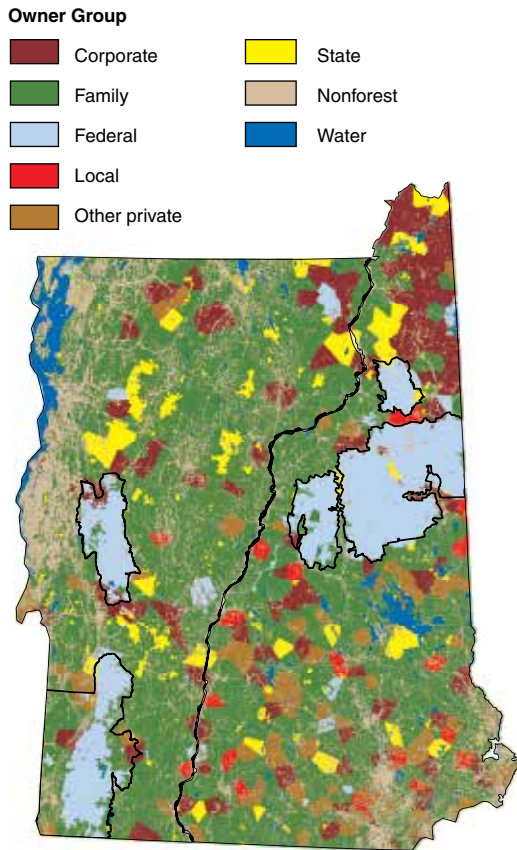 Owner Group
Corporate
Family
Federal
Local
Other private
State
Nonforest
Water